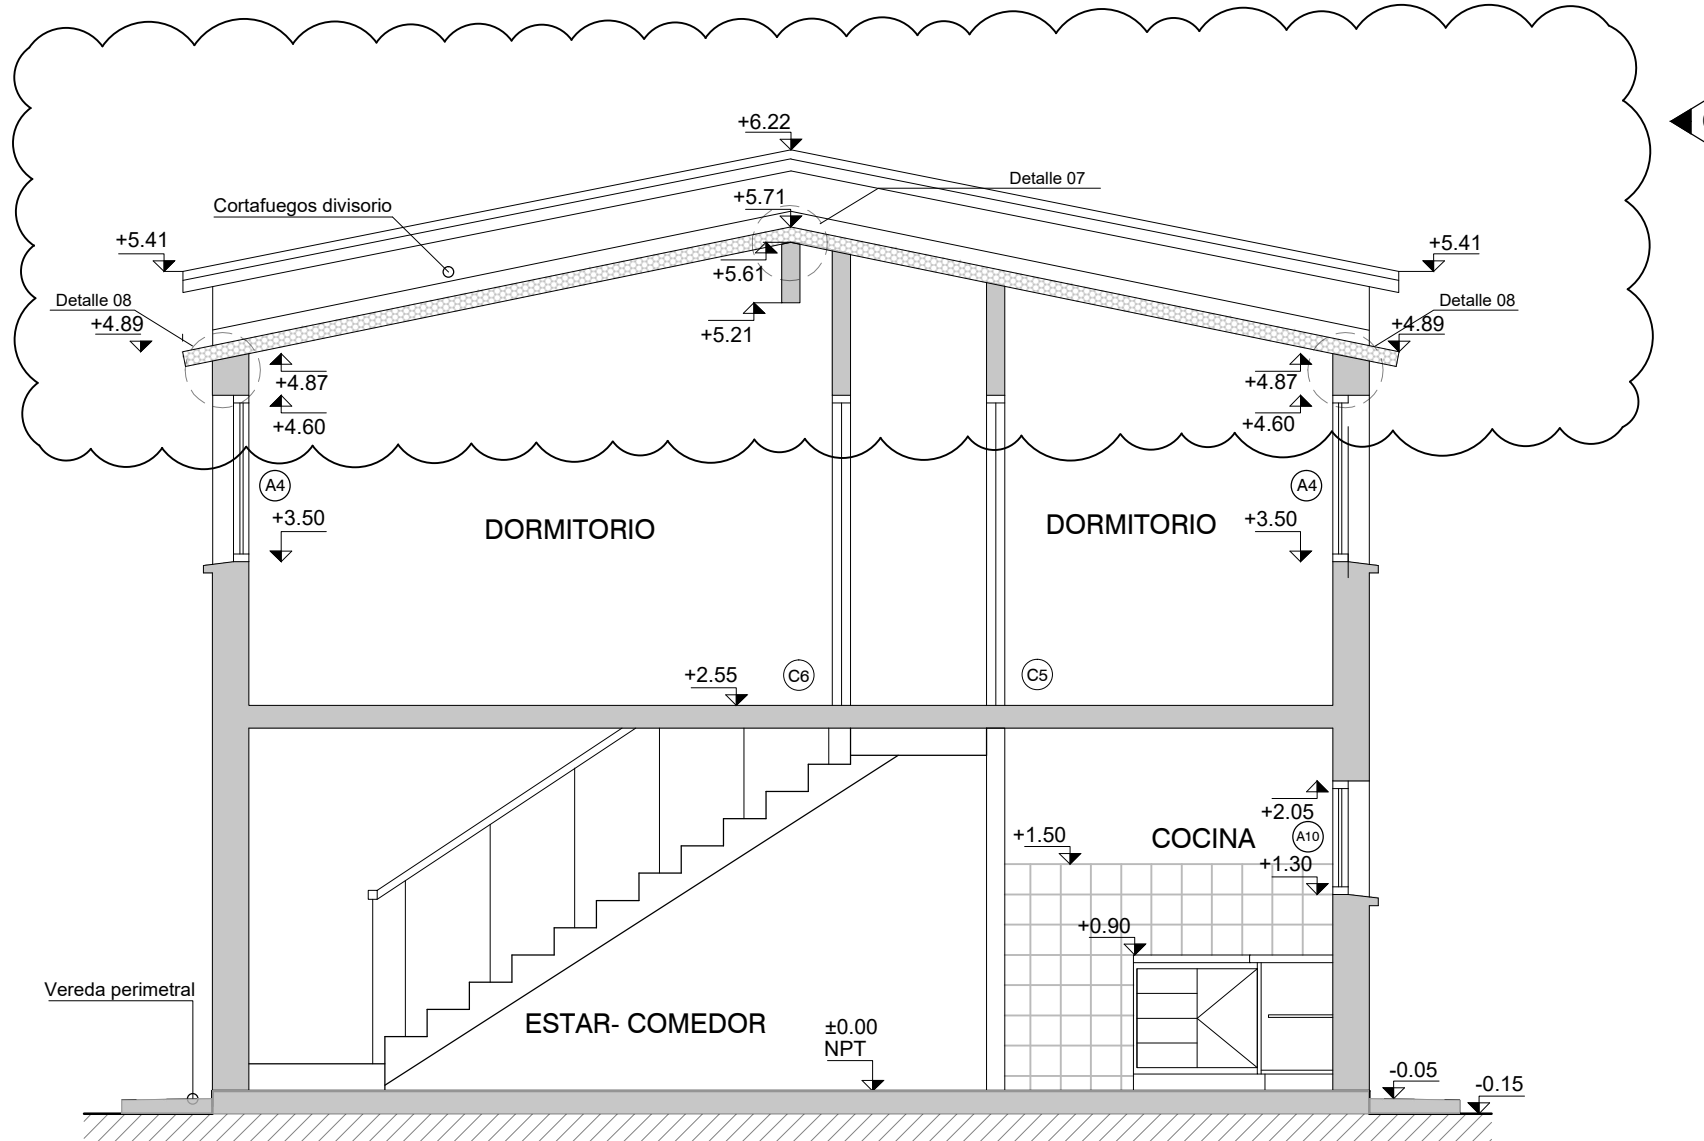 +6.22
Detalle 07
+5.71
Cortafuegos divisorio
+5.41
+5.41
+5.61
Detalle 08
Detalle 08
+4.89
+4.89
+5.21
+4.87
+4.87
+4.60
+4.60
A4
A4
+3.50
DORMITORIO
DORMITORIO
+3.50
+2.55
C6
C5
+2.05
+1.50
COCINA
A10
+1.30
+0.90
Vereda perimetral
ESTAR- COMEDOR
±0.00
NPT
-0.05
-0.15